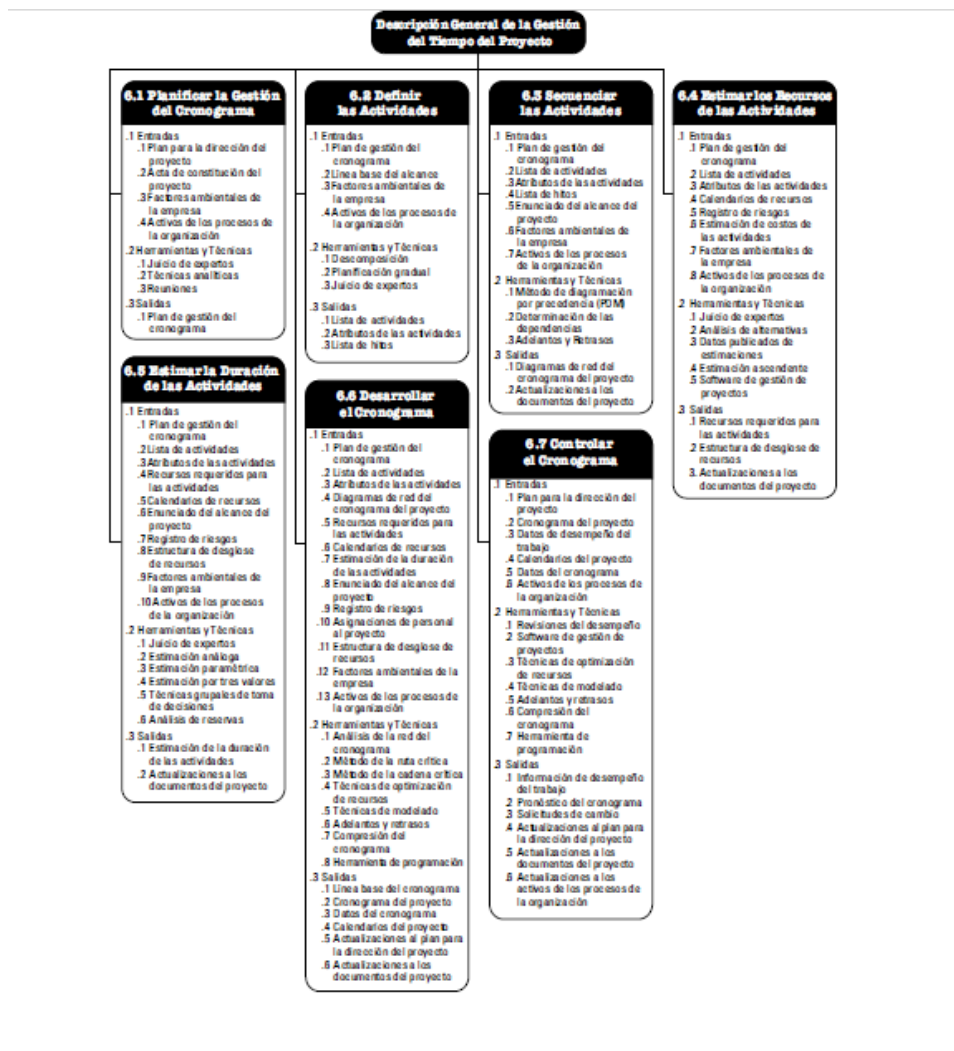 Descripción General de la Gestión
del Tiempo del Proyecto
6.1 Planificar la Gestión
del Cronograma
.1 Entradas
.1 Plan para la dirección del
proyecto
.2 Acta de constitución del
proyecto
.3 Factores ambientales de
la empresa
.4 Activos de los procesos de
la organización
.2 Herramientas y Técnicas
.1 Juicio de expertos
.2 Técnicas analíticas
.3 Reuniones
.3 Salidas
.1 Plan de gestión del
cronograma
6.2 Definir
las Actividades
.1 Entradas
.1 Plan de gestión del
cronograma
.2 Línea base del alcance
.3 Factores ambientales de
la empresa
.4 Activos de los procesos de
la organización
.2 Herramientas y Técnicas
.1 Descomposición
.2 Planificación gradual
.3 Juicio de expertos
.3 Salidas
.1 Lista de actividades
.2 Atributos de las actividades
.3 Lista de hitos
6.3 Secuenciar
las Actividades
.1 Entradas
.1 Plan de gestión del
cronograma
.2 Lista de actividades
.3 Atributos de las actividades
.4 Lista de hitos
.5 Enunciado del alcance del
proyecto
.6 Factores ambientales de
la empresa
.7 Activos de los procesos
de la organización
.2 Herramientas y Técnicas
.1 Método de diagramación
por precedencia (PDM)
.2 Determinación de las
dependencias
.3 Adelantos y Retrasos
.3 Salidas
.1 Diagramas de red del
cronograma del proyecto
.2 Actualizaciones a los
documentos del proyecto
6.4 Estimar los Recursos
de las Actividades
.1 Entradas
.1 Plan de gestión del
cronograma
.2 Lista de actividades
.3 Atributos de las actividades
.4 Calendarios de recursos
.5 Registro de riesgos
.6 Estimación de costos de
las actividades
.7 Factores ambientales de
la empresa
.8 Activos de los procesos de
la organización
.2 Herramientas y Técnicas
.1 Juicio de expertos
.2 Análisis de alternativas
.3 Datos publicados de
estimaciones
.4 Estimación ascendente
.5 Software de gestión de
proyectos
.3 Salidas
.1 Recursos requeridos para
las actividades
.2 Estructura de desglose de
recursos
3. Actualizaciones a los
documentos del proyecto
6.5 Estimar la Duración
de las Actividades
.1 Entradas
.1 Plan de gestión del
cronograma
.2 Lista de actividades
.3 Atributos de las actividades
.4 Recursos requeridos para
las actividades
.5 Calendarios de recursos
.6 Enunciado del alcance del
proyecto
.7 Registro de riesgos
.8 Estructura de desglose
de recursos
.9 Factores ambientales de
la empresa
.10 Activos de los procesos
de la organización
.2 Herramientas y Técnicas
.1 Juicio de expertos
.2 Estimación análoga
.3 Estimación paramétrica
.4 Estimación por tres valores
.5 Técnicas grupales de toma
de decisiones
.6 Análisis de reservas
.3 Salidas
.1 Estimación de la duración
de las actividades
.2 Actualizaciones a los
documentos del proyecto
6.6 Desarrollar
el Cronograma
.1 Entradas
.1 Plan de gestión del
cronograma
.2 Lista de actividades
.3 Atributos de las actividades
.4 Diagramas de red del
cronograma del proyecto
.5 Recursos requeridos para
las actividades
.6 Calendarios de recursos
.7 Estimación de la duración
de las actividades
.8 Enunciado del alcance del
proyecto
.9 Registro de riesgos
.10 Asignaciones de personal
al proyecto
.11 Estructura de desglose de
recursos
.12 Factores ambientales de la
empresa
.13 Activos de los procesos de
la organización
.2 Herramientas y Técnicas
.1 Análisis de la red del
cronograma
.2 Método de la ruta crítica
.3 Método de la cadena crítica
.4 Técnicas de optimización
de recursos
.5 Técnicas de modelado
.6 Adelantos y retrasos
.7 Compresión del
cronograma
.8 Herramienta de programación
.3 Salidas
.1 Línea base del cronograma
.2 Cronograma del proyecto
.3 Datos del cronograma
.4 Calendarios del proyecto
.5 Actualizaciones al plan para
la dirección del proyecto
.6 Actualizaciones a los
documentos del proyecto
6.7 Controlar
el Cronograma
.1 Entradas
.1 Plan para la dirección del
proyecto
.2 Cronograma del proyecto
.3 Datos de desempeño del
trabajo
.4 Calendarios del proyecto
.5 Datos del cronograma
.6 Activos de los procesos de
la organización
.2 Herramientas y Técnicas
.1 Revisiones del desempeño
.2 Software de gestión de
proyectos
.3 Técnicas de optimización
de recursos
.4 Técnicas de modelado
.5 Adelantos y retrasos
.6 Compresión del
cronograma
.7 Herramienta de
programación
.3 Salidas
.1 Información de desempeño
del trabajo
.2 Pronóstico del cronograma
.3 Solicitudes de cambio
.4 Actualizaciones al plan para
la dirección del proyecto
.5 Actualizaciones a los
documentos del proyecto
.6 Actualizaciones a los
activos de los procesos de
la organización